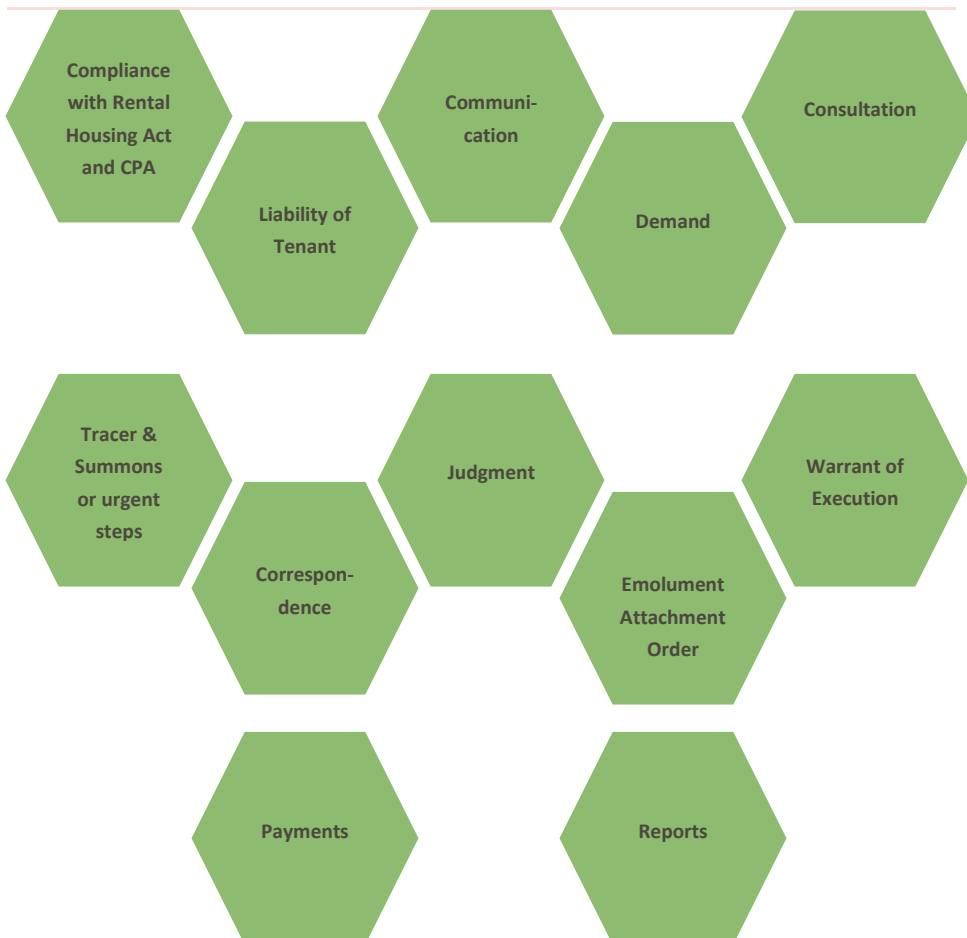 Compliance
with Rental
Housing Act
and CPA
Liability of
Tenant
Communi-
cation
Demand
Consultation
Tracer &
Summons
or urgent
steps
Correspon-
dence
Judgment
Emolument
Attachment
Order
Warrant of
Execution
Payments
Reports